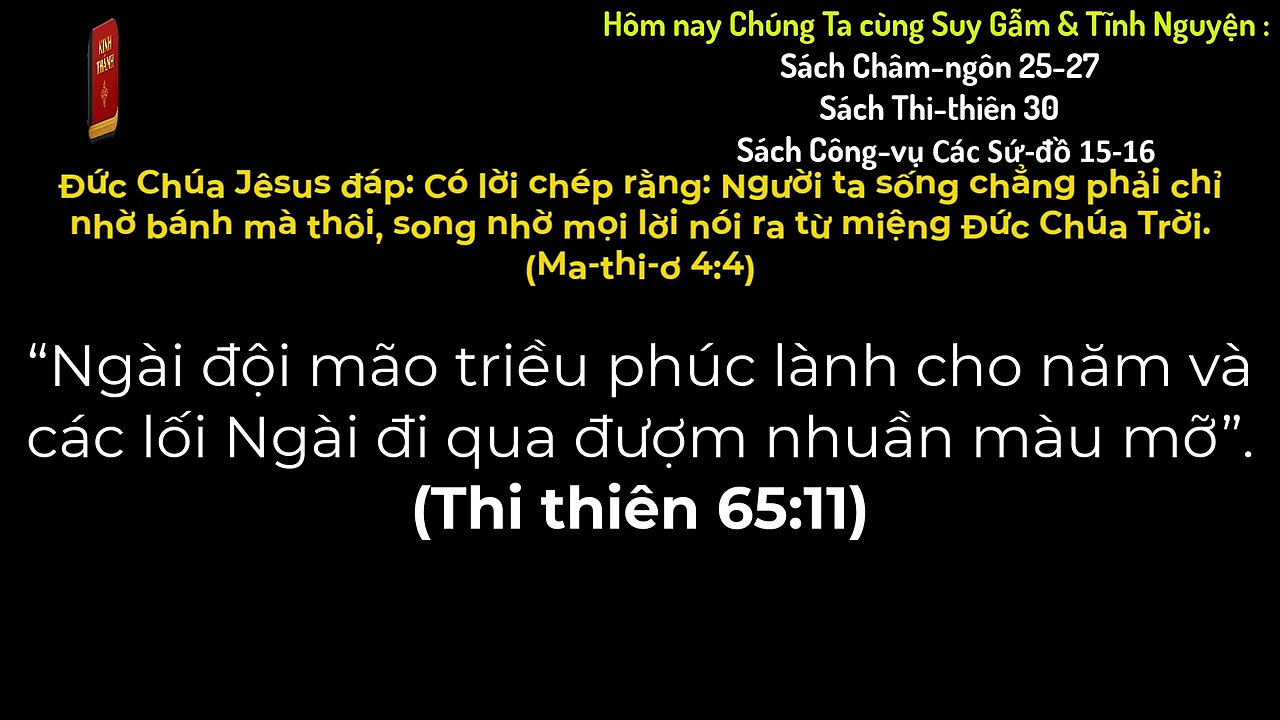 KINH
THANH
Hôm nay Chúng Ta cùng Suy Gẫm & Tĩnh Nguyện :
Sách Châm-ngôn 25-27
Sách Thi-thiên 30
Sách Công-vụ Các Sứ-đồ 15-16
Đức Chúa Jêsus đáp: Có lời chép rằng: Người ta sống chẳng phải chỉ
nhờ bánh mà thôi, song nhờ mọi lời nói ra từ miệng Đức Chúa Trời.
(Ma-thi-ơ 4:4)
“Ngài đội mão triều phúc lành cho năm và
các lối Ngài đi qua đượm nhuần màu mỡ”.
(Thi thiên 65:11)